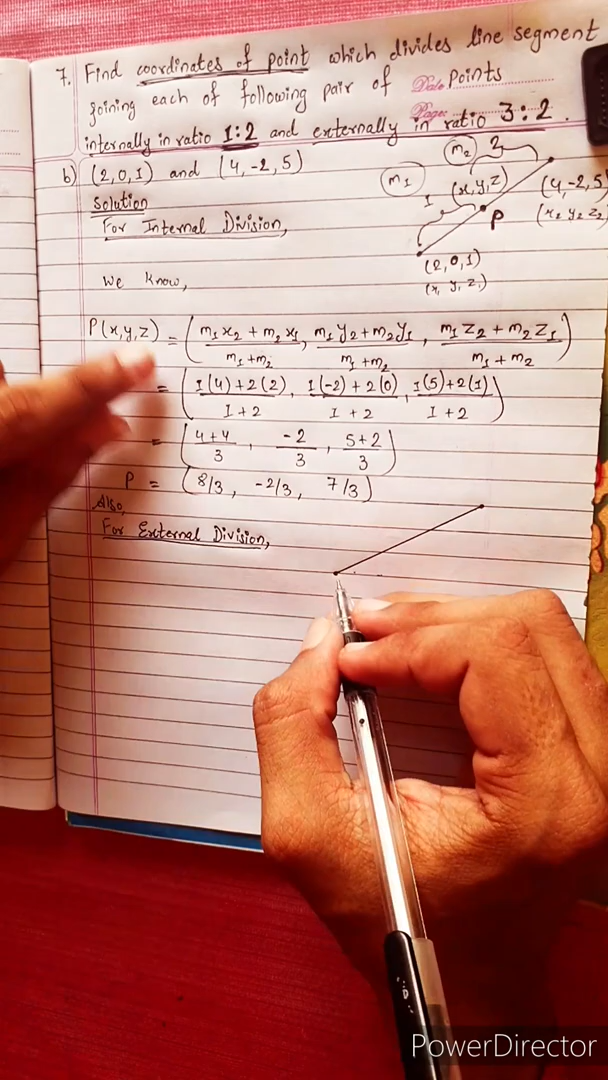 7. Find coordinates of point which divides line segment
joining each of following pair of points
Date:
Page:
internally in ratio 1:2 and externally in ratio 3:2.
b) (2,0,1) and (4,-2,5)
Solution
For Internal Division,
m1
m2
2
1
(x,y,z)
P
(4,-2,5
(x2 y2 z2)
(2,0,1)
(x, y, z,)
We know,
P(x,y,z) = (m1x2 + m2x1/m1+m2, m1y2+m2y1/m1+m2, m1z2 + m2z1/m1+m2)
= (1(4)+2(2)/1+2, 1(-2)+2(0)/1+2, 1(5)+2(1)/1+2)
= (4+4/3, -2/3, 5+2/3)
P = (8/3, -2/3, 7/3)
Also,
For External Division,
PowerDirector